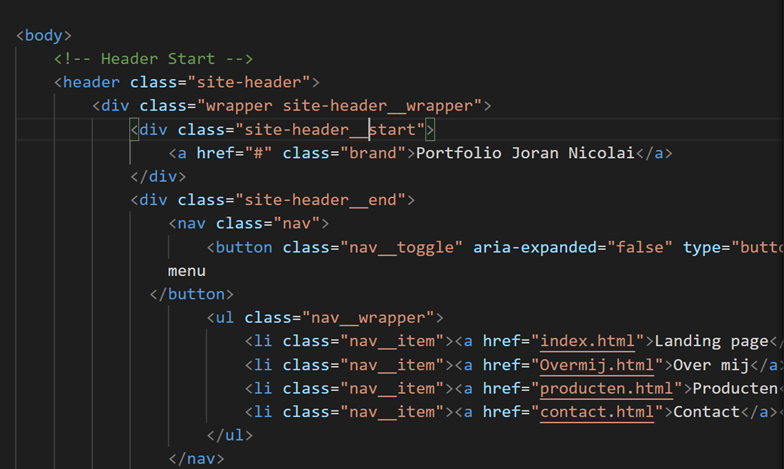 <body>
<!-- Header Start -->
<header class="site-header">
<div class="wrapper site-header__wrapper">
<div class="site-header__start">
<a href="#" class="brand">Portfolio Joran Nicolai</a>
</div>
<div class="site-header__end">
<nav class="nav">
<button class="nav__toggle" aria-expanded="false" type="butto
menu
</button>
<ul class="nav__wrapper">
<li class="nav__item"><a href="index.html">Landing page</
<li class="nav__item"><a href="Overmij.html">Over mij</a>
<li class="nav__item"><a href="producten.html">Producten
<li class="nav__item"><a href="contact.html">Contact</a><
</ul>
</nav>